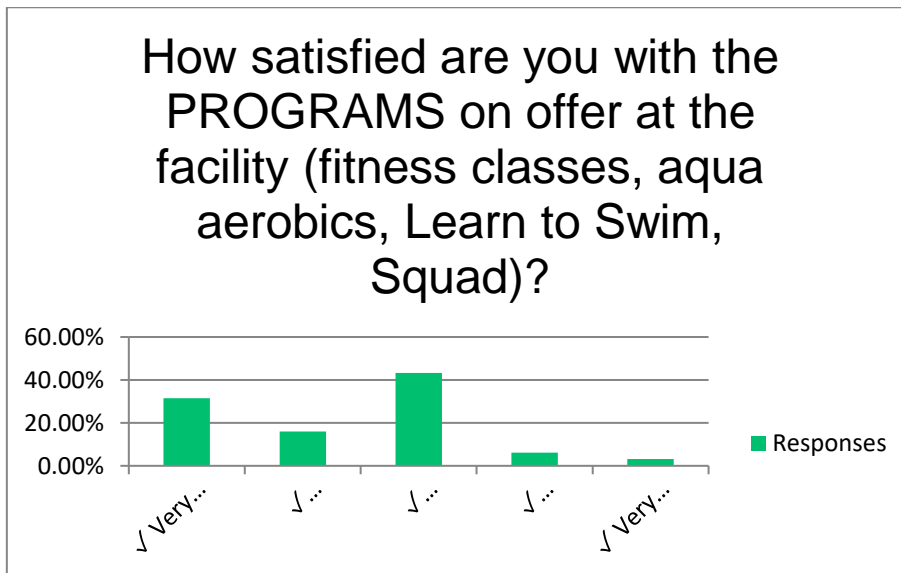 How satisfied are you with the
PROGRAMS on offer at the
facility (fitness classes, aqua
aerobics, Learn to Swim,
Squad)?
60.00%
40.00%
20.00%
0.00%
√ Very...
√ ...
√ ...
√ ...
√ Very...
Responses